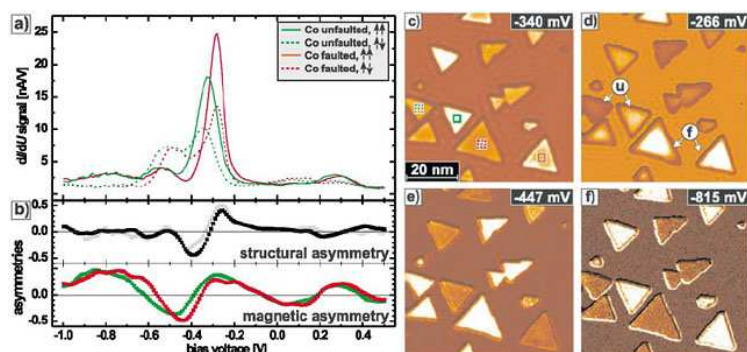 a)
dI/dU signal [nA/V]
25
20
15
10
5
Co unfaulted, ↑↑
Co unfaulted, ↑↓
Co faulted, ↑↑
Co faulted, ↑↓
b)
asymmetries
0.5
0.0
-0.5
structural asymmetry
0.0
-0.5
magnetic asymmetry
-1.0 -0.8 -0.6 -0.4 -0.2 0.0 0.2 0.4
bias voltage [V]
c) -340 mV
20 nm
d) -266 mV
u
f
e) -447 mV
f) -815 mV